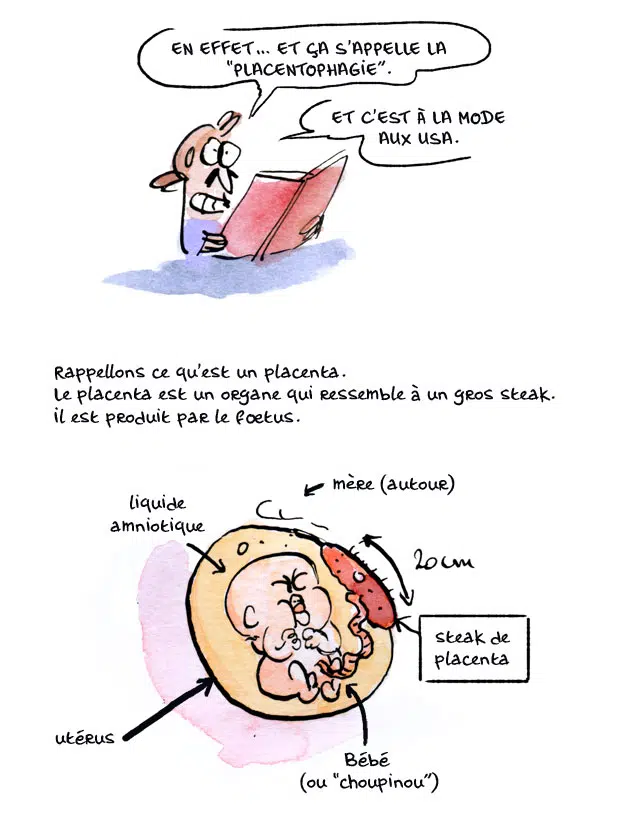 EN EFFET... ET ÇA S'APPELLE LA
"PLACENTOPHAGIE".
ET C'EST À LA MODE
AUX USA.
Rappellons ce qu'est un placenta.
Le placenta est un organe qui ressemble à un gros steak.
il est produit par le foetus.
mère (autour)
liquide
amniotique
20 cm
steak de
placenta
utérus
Bébé
(ou "choupinou")